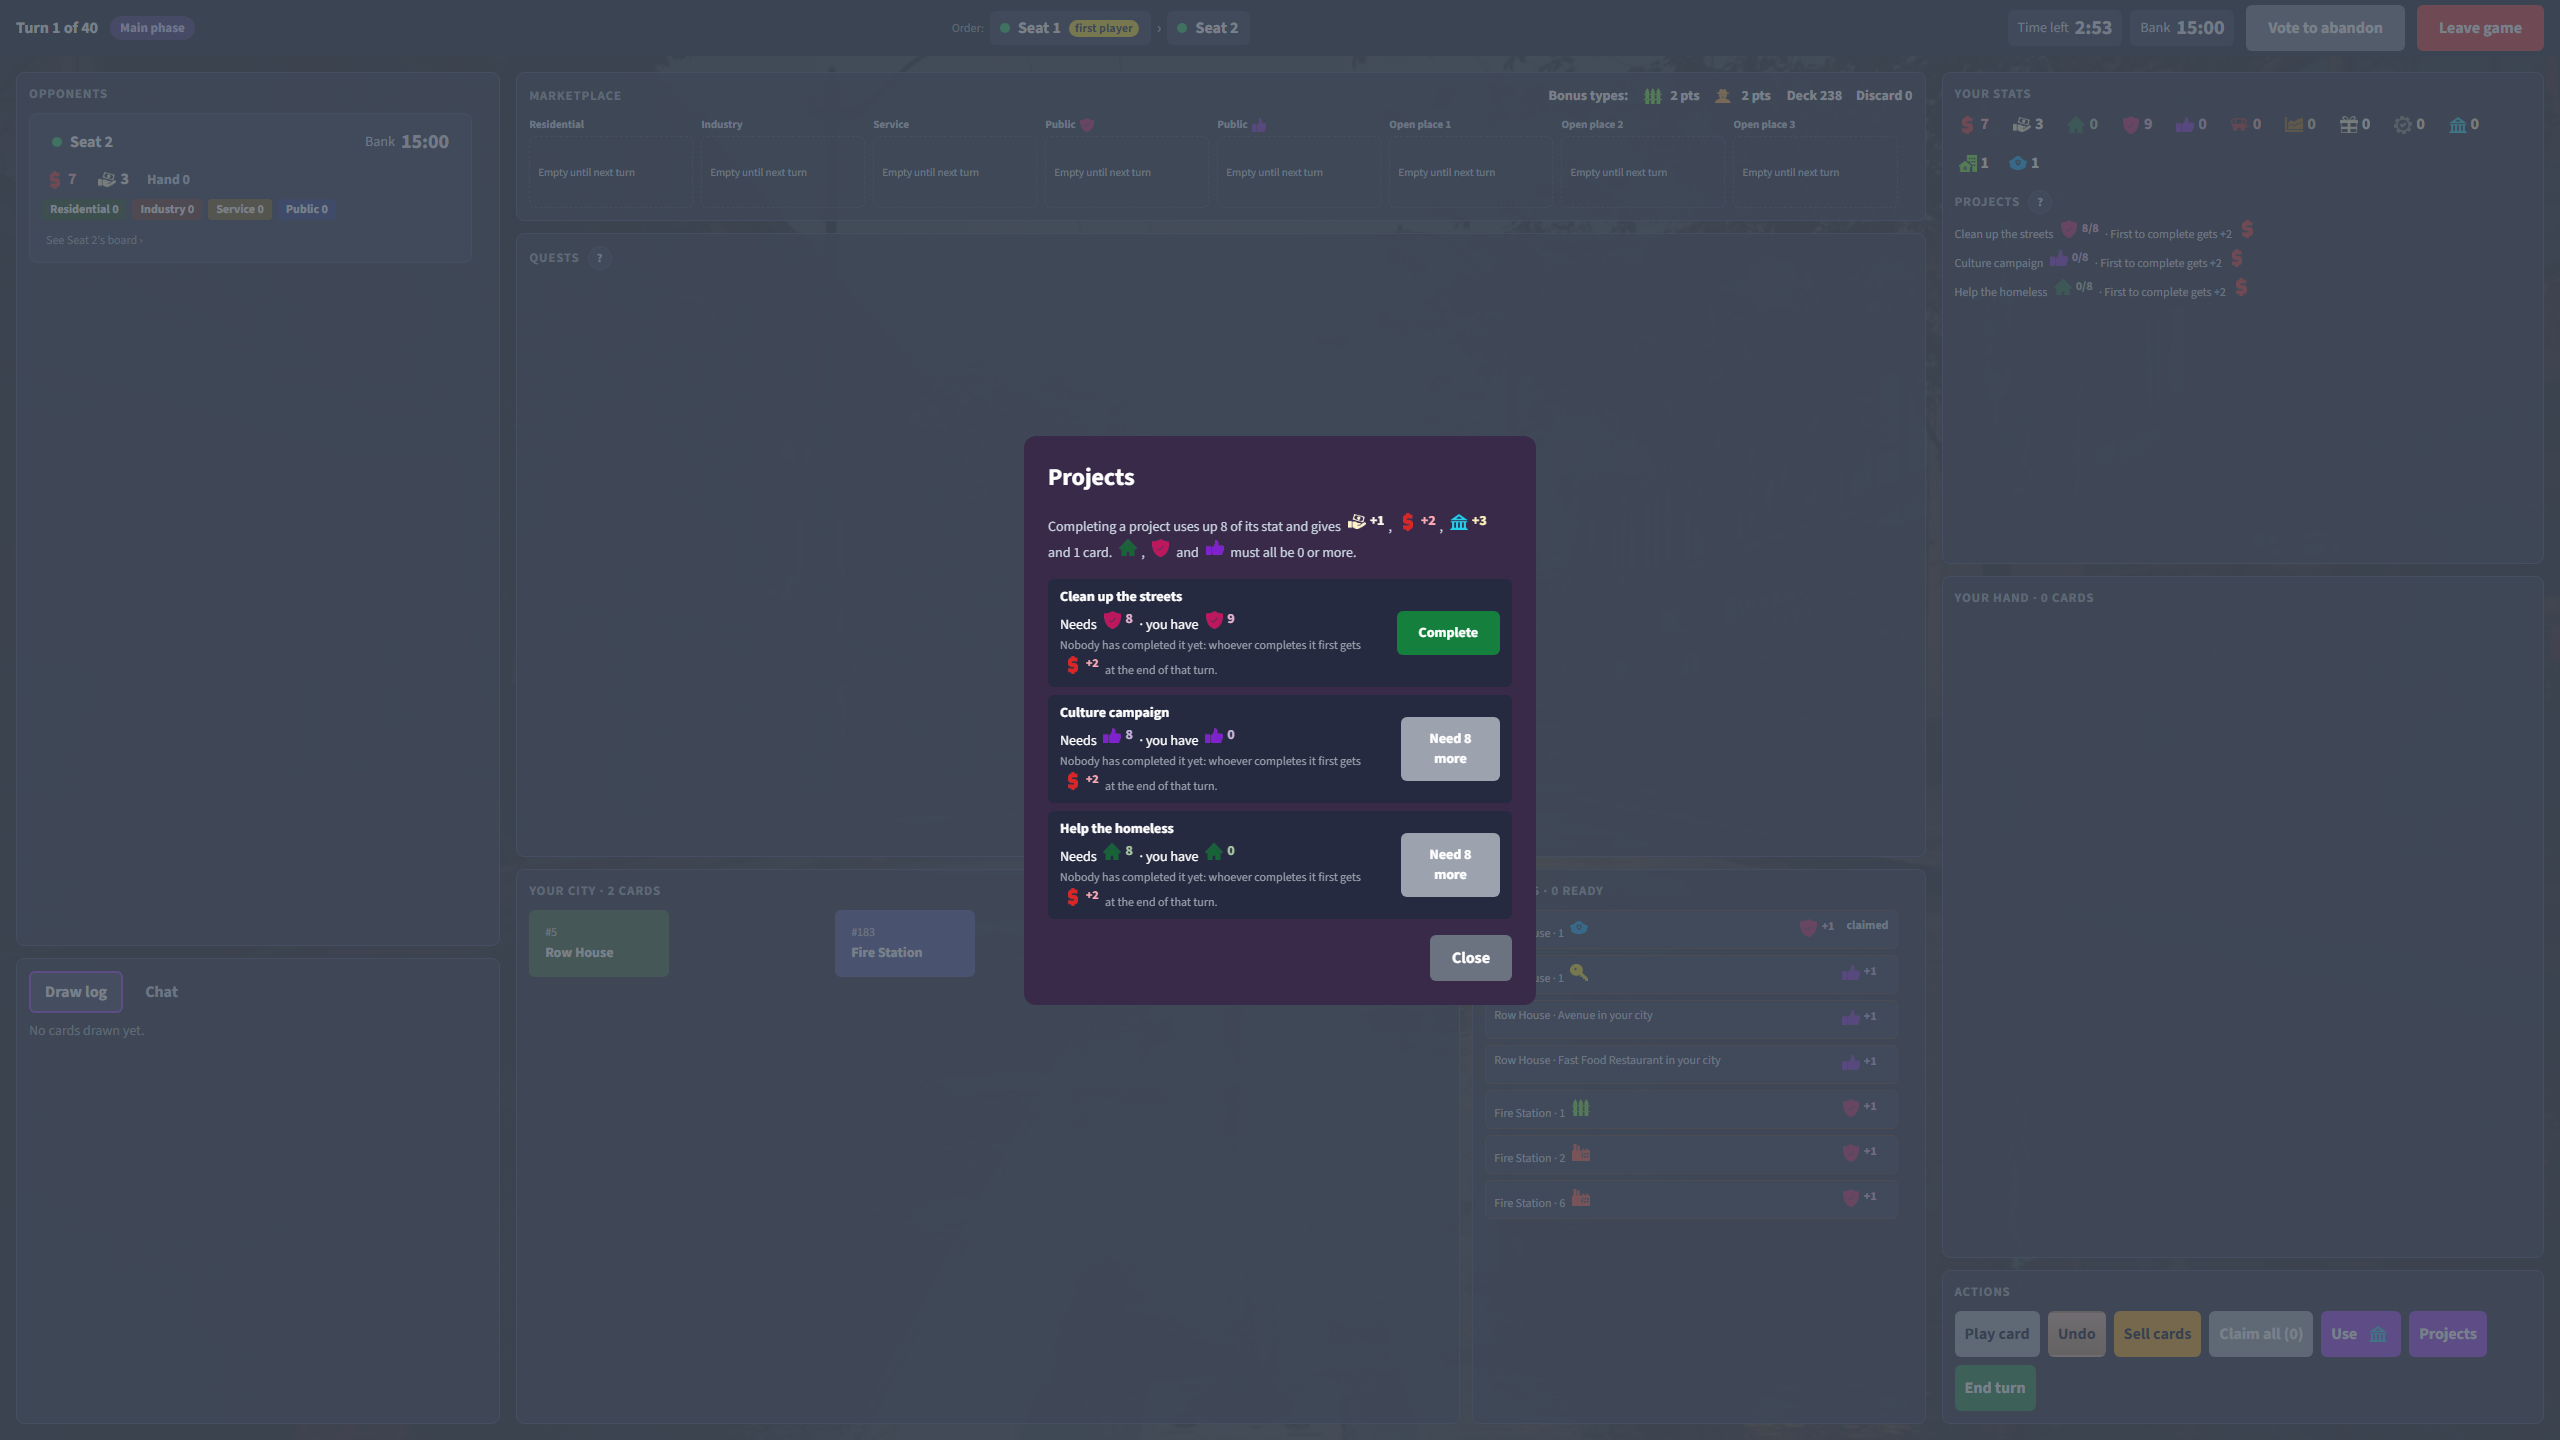 Turn 1 of 40 Main phase
Order: Seat 1 first player › Seat 2
Time left 2:53 Bank 15:00 Vote to abandon Leave game
OPPONENTS
Seat 2 Bank 15:00
7 3 Hand 0
Residential 0 Industry 0 Service 0 Public 0
See Seat 2's board ›
MARKETPLACE
Bonus types: 2 pts 2 pts Deck 238 Discard 0
Residential Industry Service Public Public Open place 1 Open place 2 Open place 3
Empty until next turn Empty until next turn Empty until next turn Empty until next turn Empty until next turn Empty until next turn Empty until next turn Empty until next turn
QUESTS ?
YOUR STATS
$ 7 3 0 9 0 0 0 0 0 0
1 1
PROJECTS ?
Clean up the streets 8/8 · First to complete gets +2 $
Culture campaign 0/8 · First to complete gets +2 $
Help the homeless 0/8 · First to complete gets +2 $
Projects
Completing a project uses up 8 of its stat and gives +1 , $ +2 , +3
and 1 card. , and must all be 0 or more.
Clean up the streets
Needs 8 · you have 9
Nobody has completed it yet: whoever completes it first gets
$ +2 at the end of that turn.
Complete
Culture campaign
Needs 8 · you have 0
Nobody has completed it yet: whoever completes it first gets
$ +2 at the end of that turn.
Need 8
more
Help the homeless
Needs 8 · you have 0
Nobody has completed it yet: whoever completes it first gets
$ +2 at the end of that turn.
Need 8
more
Close
YOUR HAND · 0 CARDS
YOUR CITY · 2 CARDS
#5
Row House
#183
Fire Station
· 0 READY
· 1 +1 claimed
· 1 +1
Row House · Avenue in your city +1
Row House · Fast Food Restaurant in your city +1
Fire Station · 1 +1
Fire Station · 2 +1
Fire Station · 6 +1
Draw log Chat
No cards drawn yet.
ACTIONS
Play card Undo Sell cards Claim all (0) Use Projects
End turn